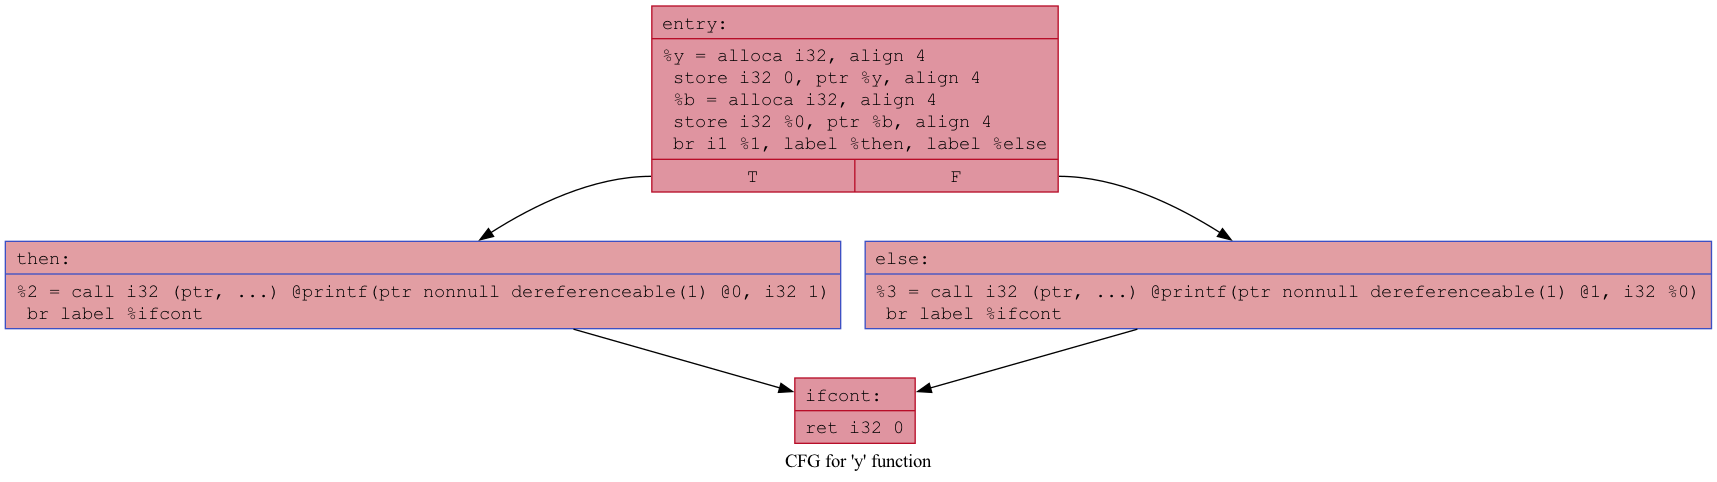 entry:
%y = alloca i32, align 4
store i32 0, ptr %y, align 4
%b = alloca i32, align 4
store i32 %0, ptr %b, align 4
br i1 %1, label %then, label %else
T F
then:
%2 = call i32 (ptr, ...) @printf(ptr nonnull dereferenceable(1) @0, i32 1)
br label %ifcont
else:
%3 = call i32 (ptr, ...) @printf(ptr nonnull dereferenceable(1) @1, i32 %0)
br label %ifcont
ifcont:
ret i32 0
CFG for 'y' function